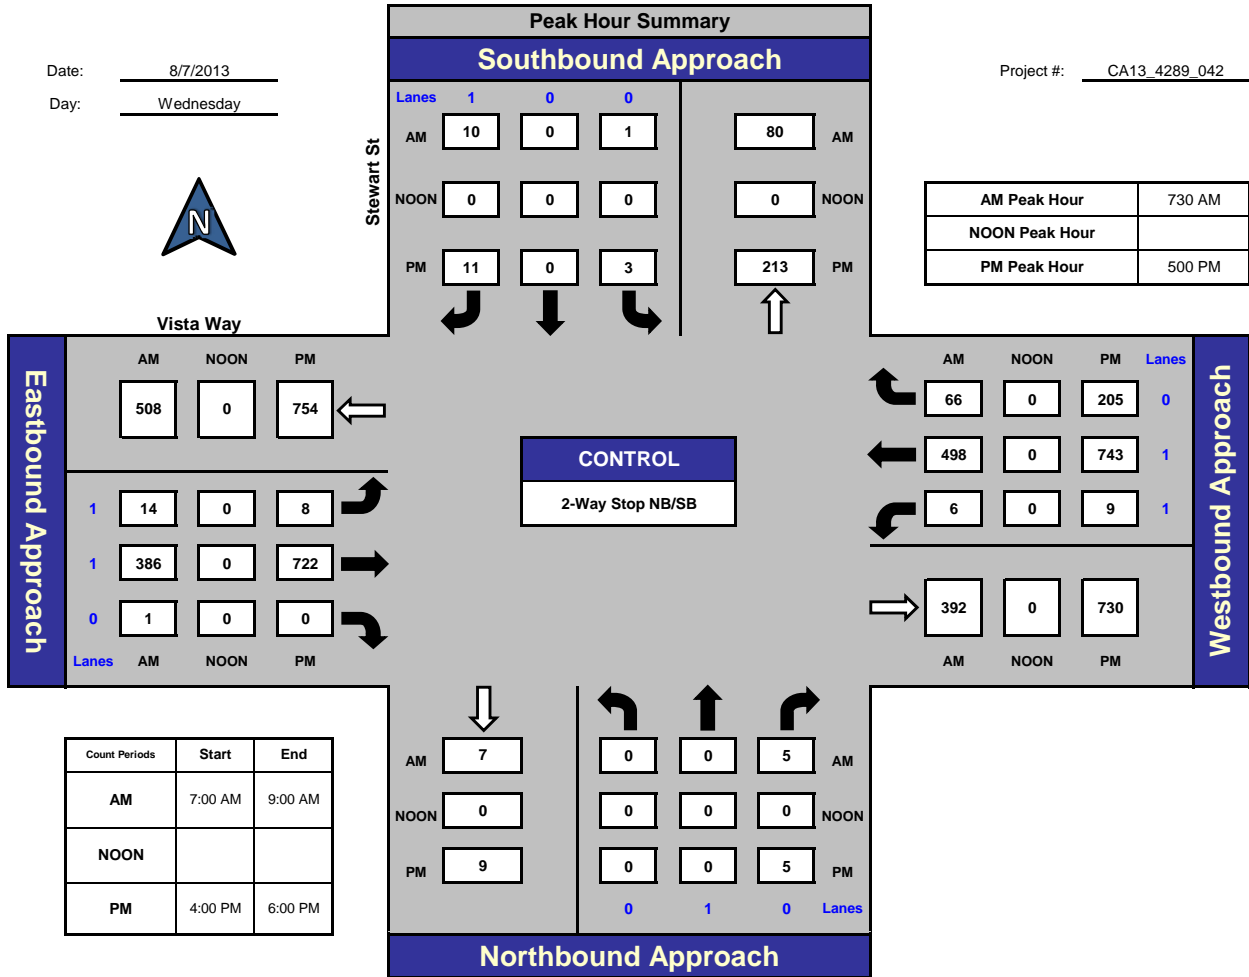 Peak Hour Summary
Southbound Approach
Date: 8/7/2013
Project #: CA13_4289_042
Day: Wednesday
Lanes 1 0 0
AM 10 0 1 80 AM
Stewart St
N
NOON 0 0 0 0 NOON
PM 11 0 3 213 PM
AM Peak Hour 730 AM
NOON Peak Hour
PM Peak Hour 500 PM
Vista Way
Eastbound Approach
AM NOON PM
508 0 754
1 14 0 8
1 386 0 722
0 1 0 0
Lanes AM NOON PM
CONTROL
2-Way Stop NB/SB
AM NOON PM Lanes
66 0 205 0
498 0 743 1
6 0 9 1
392 0 730
AM NOON PM
Westbound Approach
Count Periods Start End
AM 7:00 AM 9:00 AM
NOON
PM 4:00 PM 6:00 PM
AM 7 0 0 5 AM
NOON 0 0 0 0 NOON
PM 9 0 0 5 PM
0 1 0 Lanes
Northbound Approach